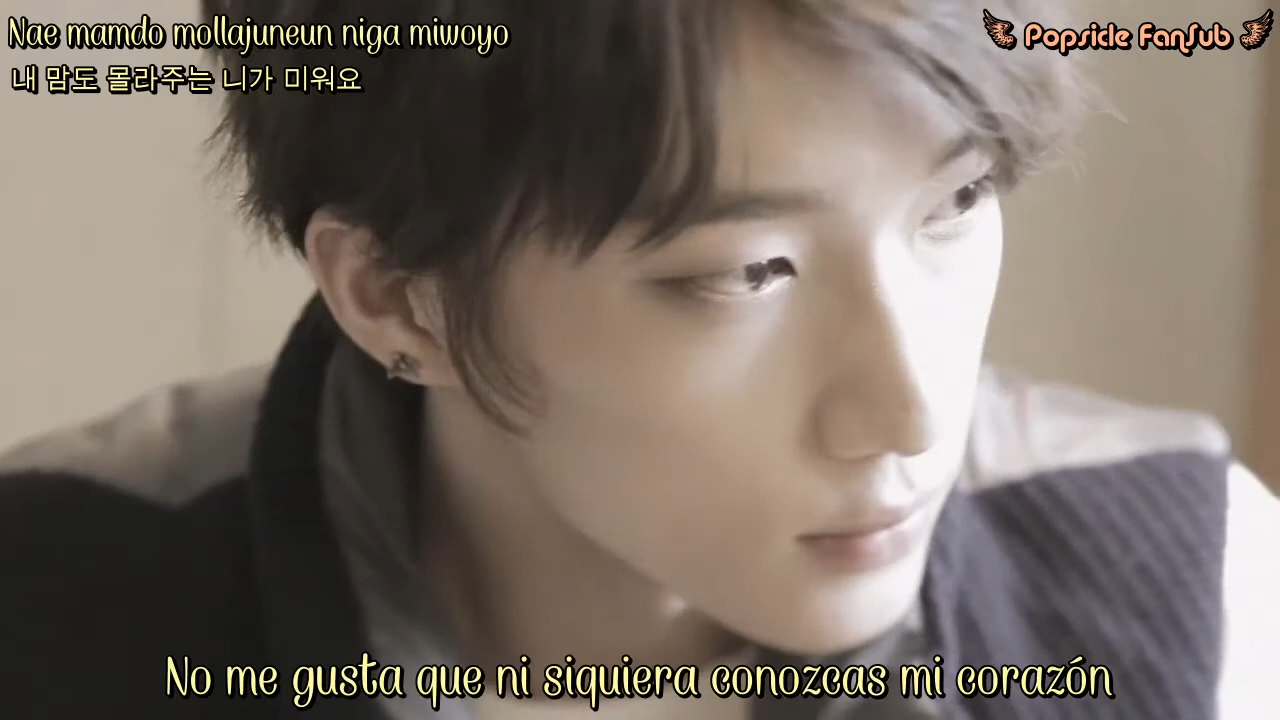 Nae mamdo mollajuneun niga miwoyo
Popsicle FanSub
내 맘도 몰라주는 니가 미워요
No me gusta que ni siquiera conozcas mi corazón